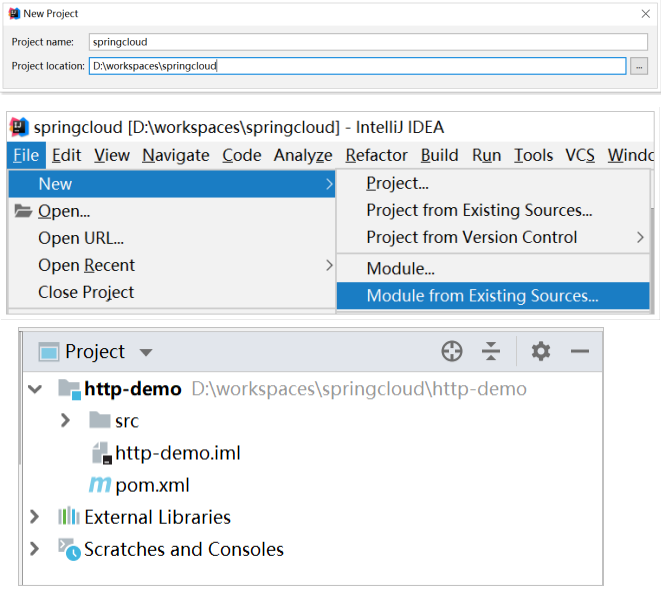 New Project
Project name: springcloud
Project location: D:\workspaces\springcloud
...
springcloud [D:\workspaces\springcloud] - IntelliJ IDEA
File Edit View Navigate Code Analyze Refactor Build Run Tools VCS Windo
New Project...
Open... Project from Existing Sources...
Open URL... Project from Version Control
Open Recent Module...
Close Project Module from Existing Sources...
Project
http-demo D:\workspaces\springcloud\http-demo
src
http-demo.iml
pom.xml
External Libraries
Scratches and Consoles